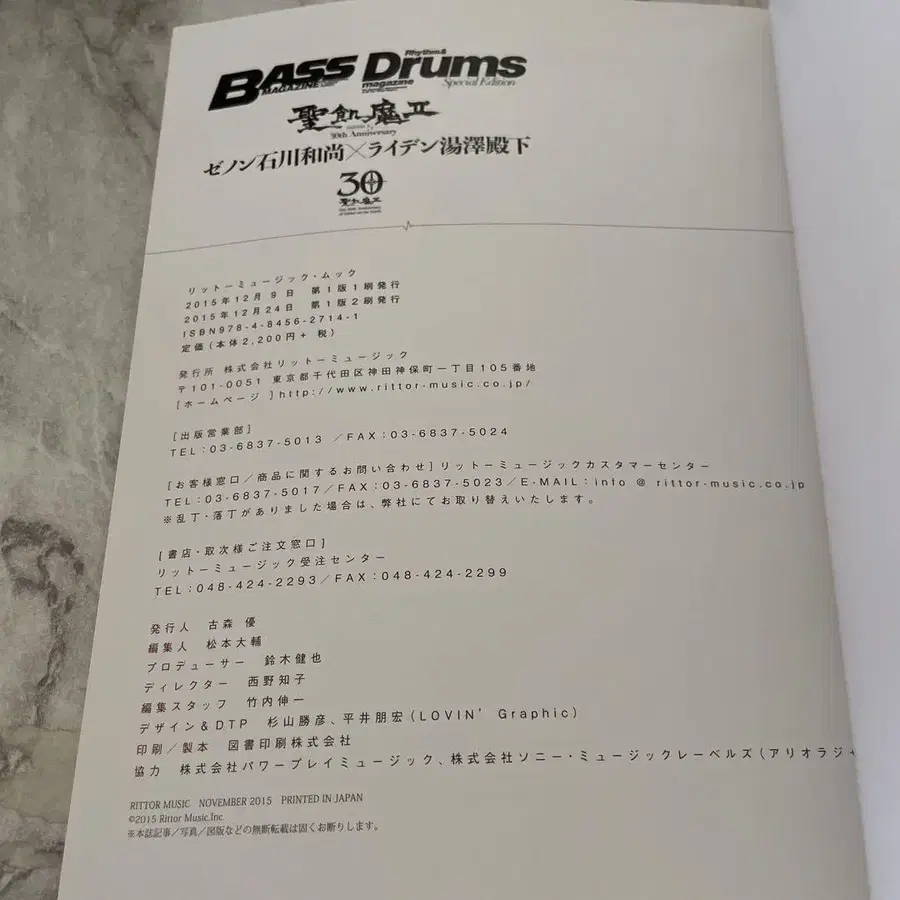 BASS MAGAZINE Rhythm & Drums magazine Special Edition
聖飢魔Ⅱ
30th Anniversary
ゼノン石川和尚×ライデン湯澤殿下
30
聖飢魔Ⅱ
リットーミュージック・ムック
2015年12月9日 第1版1刷発行
2015年12月24日 第1版2刷発行
ISBN978-4-8456-2714-1
定価(本体2,200円+ 税)
発行所 株式会社リットーミュージック
〒101-0051 東京都千代田区神田神保町一丁目105番地
[ホームページ ]http://www.rittor-music.co.jp/
[出版営業部]
TEL:03-6837-5013 /FAX:03-6837-5024
[お客様窓口/商品に関するお問い合わせ]リットーミュージックカスタマーセンター
TEL:03-6837-5017/FAX:03-6837-5023/E-MAIL:info @ rittor-music.co.jp
※乱丁・落丁がありました場合は、弊社にてお取り替えいたします。
[書店・取次様ご注文窓口]
リットーミュージック受注センター
TEL:048-424-2293/FAX:048-424-2299
発行人 古森 優
編集人 松本大輔
プロデューサー 鈴木健也
ディレクター 西野知子
編集スタッフ 竹内伸一
デザイン&DTP 杉山勝彦、平井朋宏(LOVIN' Graphic)
印刷/製本 図書印刷株式会社
協力 株式会社パワープレイミュージック、株式会社ソニー・ミュージックレーベルズ(アリオラジャ
RITTOR MUSIC NOVEMBER 2015 PRINTED IN JAPAN
©2015 Rittor Music,Inc.
※本誌記事/写真/図版などの無断転載は固くお断りします。